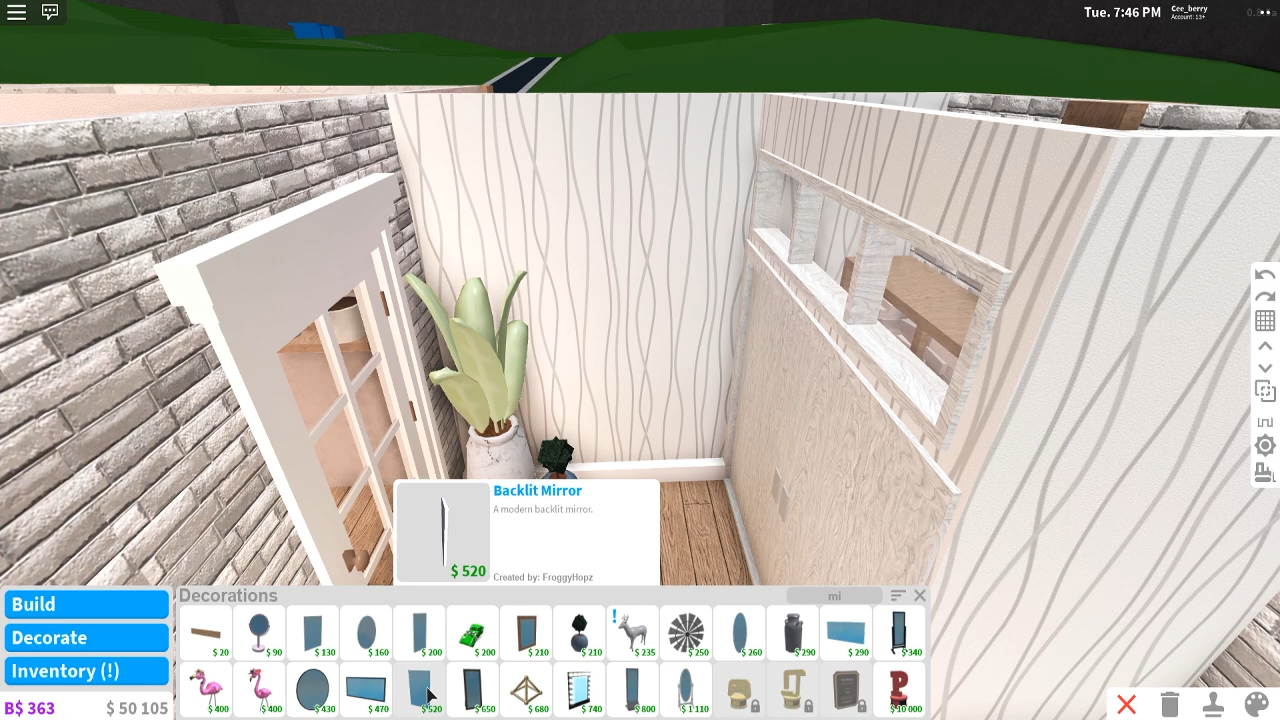 Tue. 7:46 PM
Cee_berry
Account: 13+
Backlit Mirror
A modern backlit mirror.
$ 520
Created by: FroggyHopz
Build
Decorate
Inventory (!)
B$ 363
$ 50 105
Decorations
mi
$ 20
$ 90
$ 130
$ 160
$ 200
$ 200
$ 210
$ 210
!
$ 235
$ 250
$ 260
$ 290
$ 290
$ 340
$ 400
$ 400
$ 430
$ 470
$ 520
$ 650
$ 680
$ 740
$ 800
$ 1 110
$ 10 000